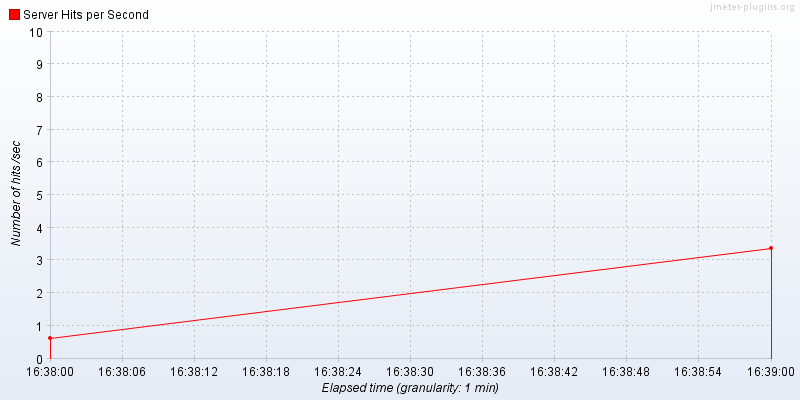 jmeter-plugins.org
Server Hits per Second
10
9
8
7
6
5
4
3
2
1
0
Number of hits /sec
16:38:00 16:38:06 16:38:12 16:38:18 16:38:24 16:38:30 16:38:36 16:38:42 16:38:48 16:38:54 16:39:00
Elapsed time (granularity: 1 min)